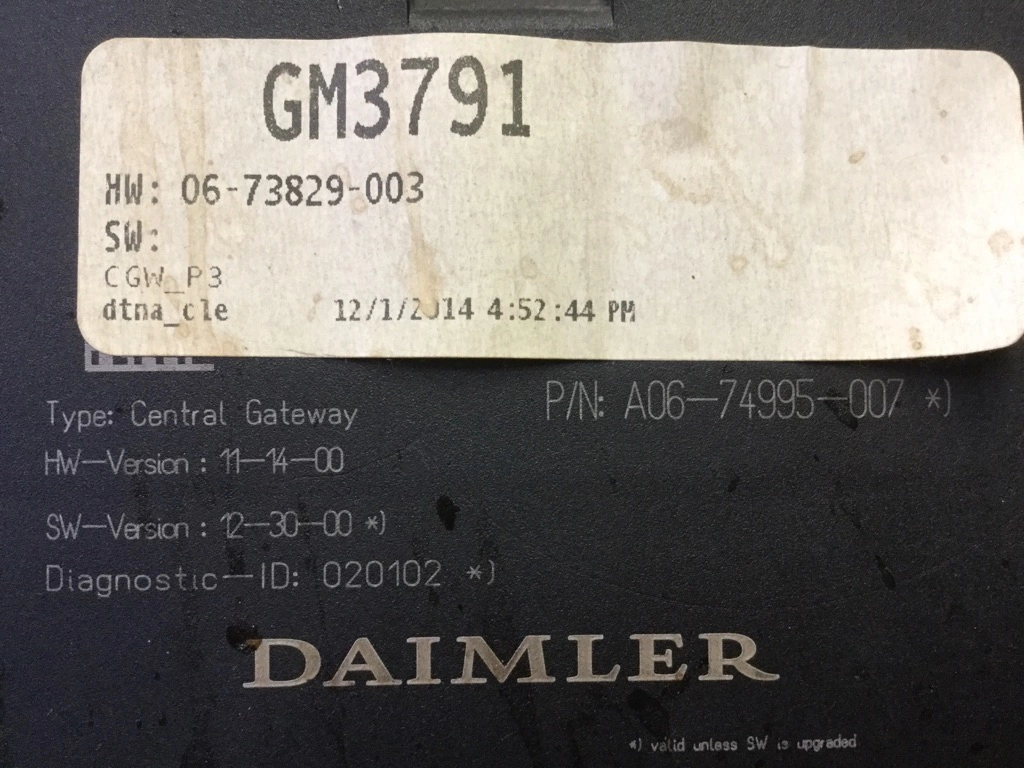 GM3791
HW: 06-73829-003
SW:
CGW_P3
dtna_cle 12/1/2014 4:52:44 PM
P/N: A06-74995-007 *)
Type: Central Gateway
HW-Version : 11-14-00
SW-Version : 12-30-00 *)
Diagnostic-ID: 020102 *)
DAIMLER
*) valid unless SW is upgraded